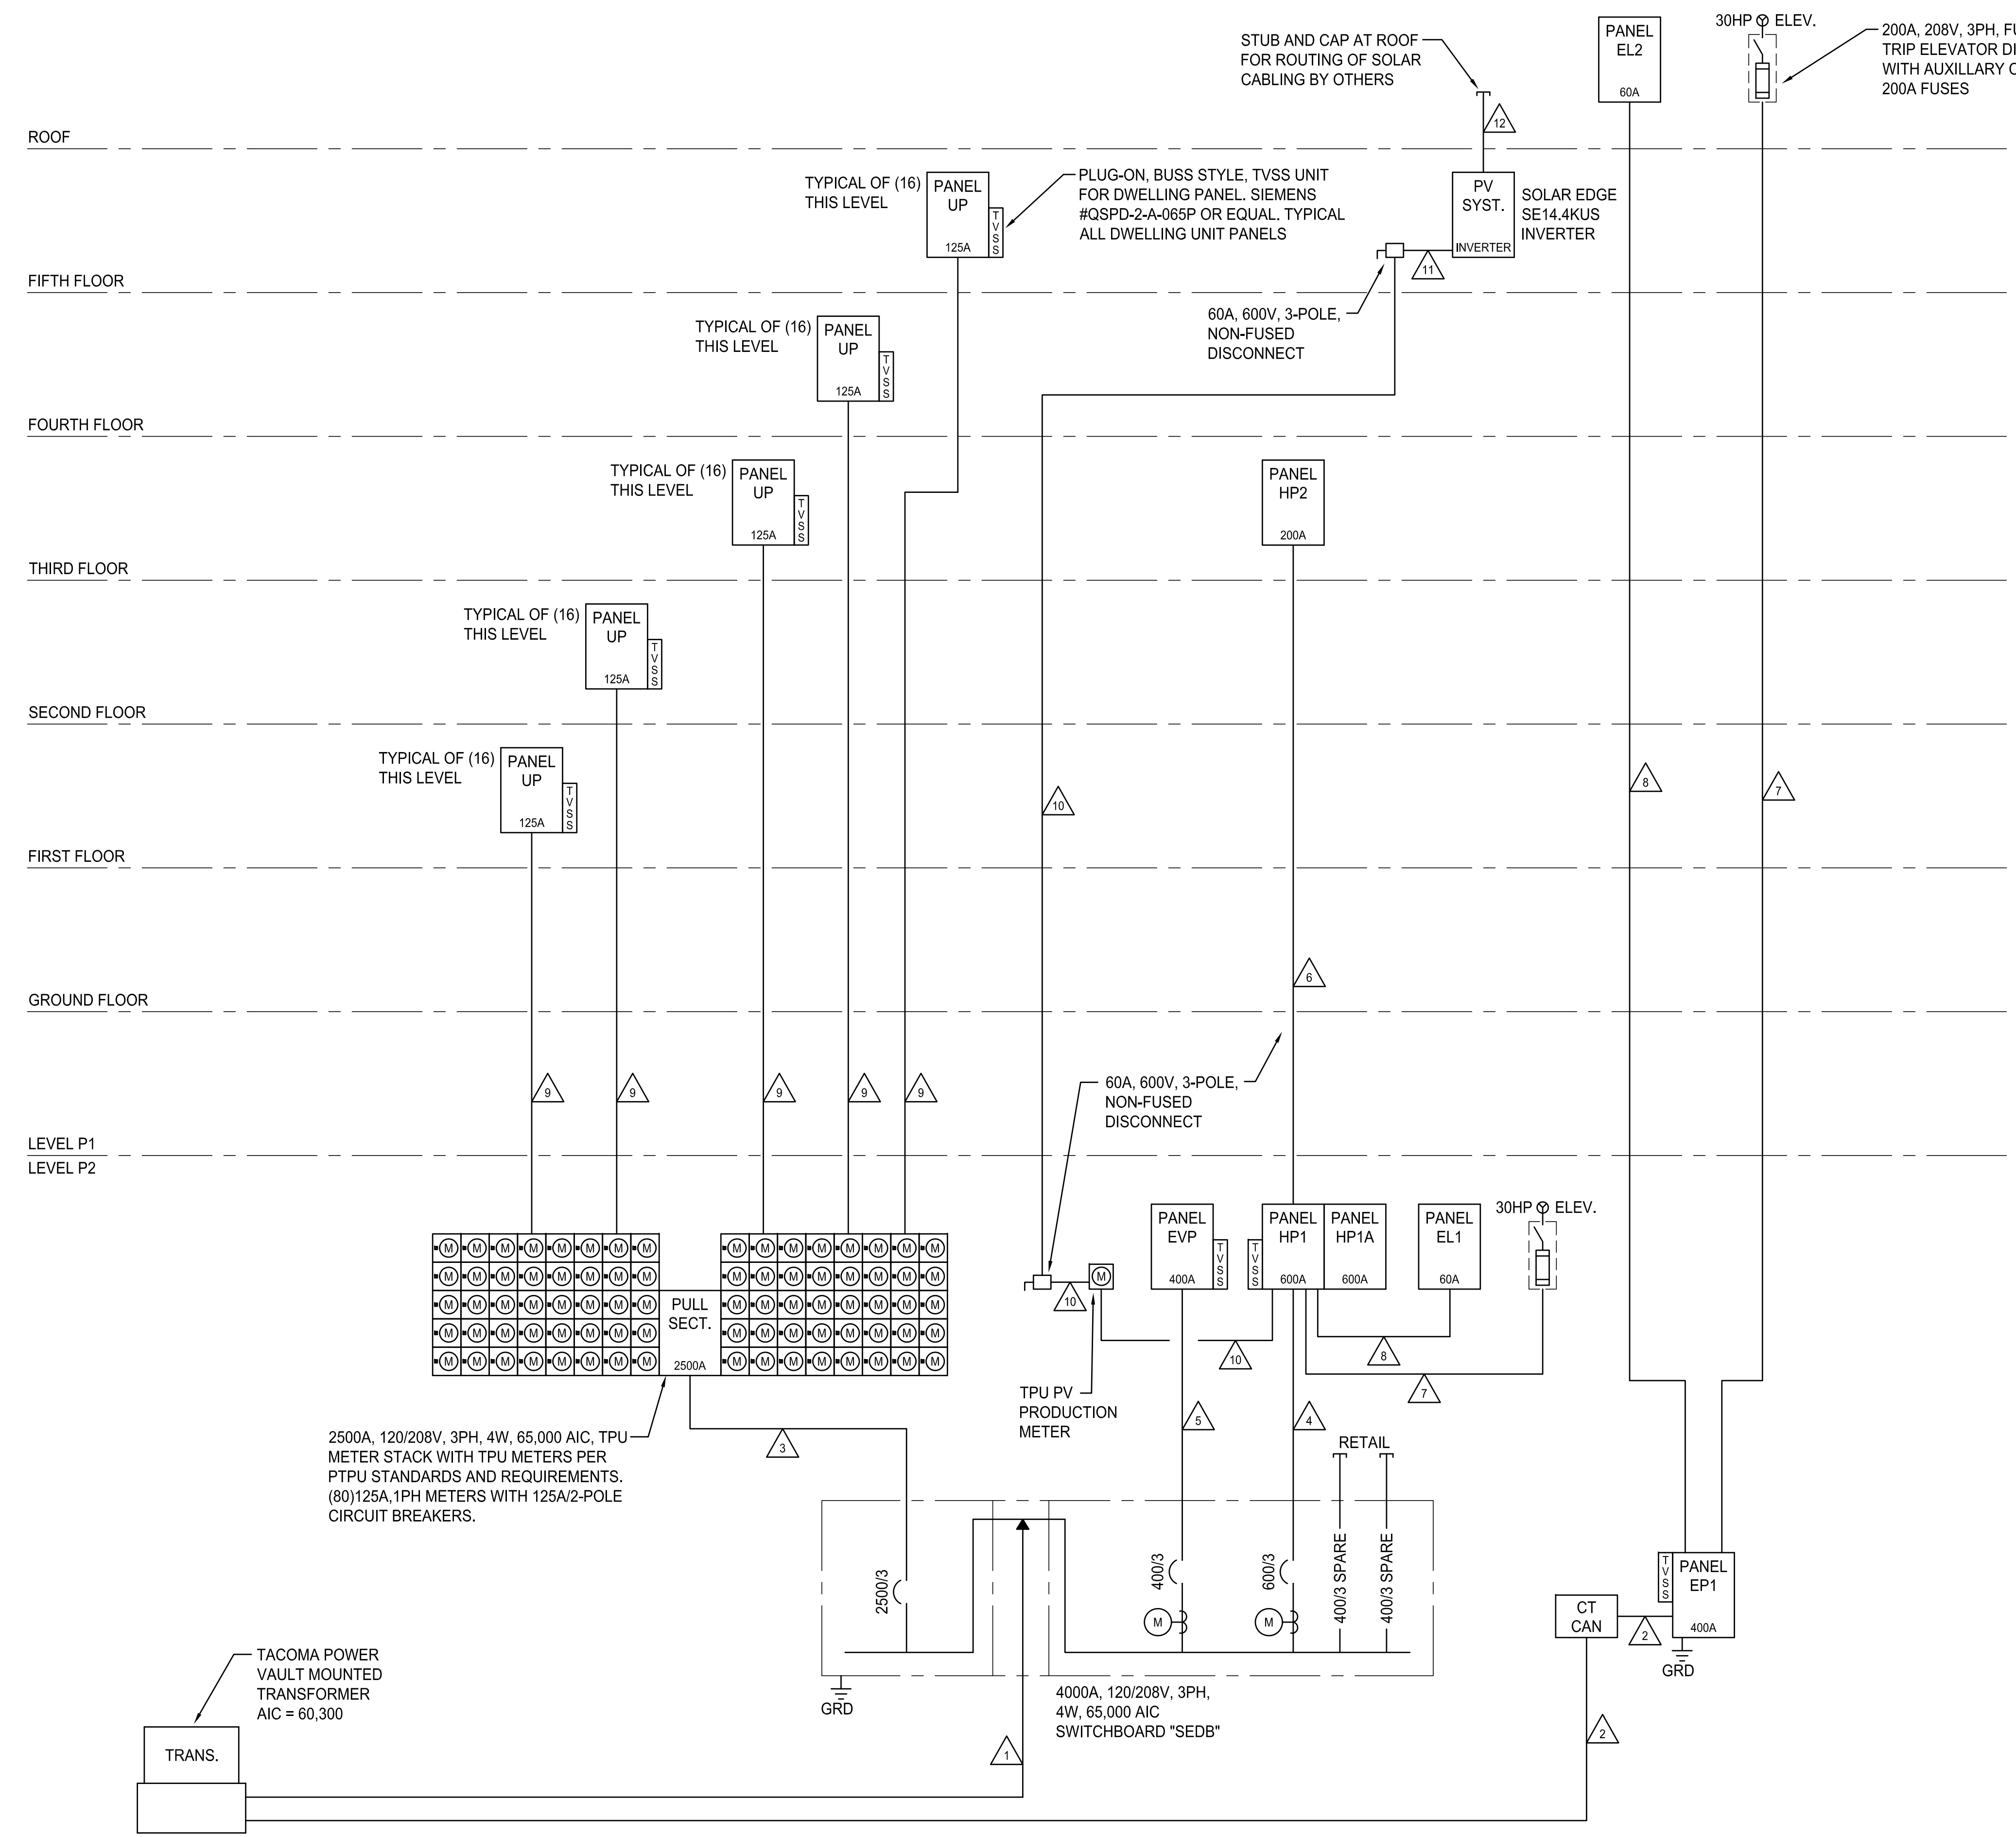 30HP Y ELEV.
PANEL
EL2
60A
200A, 208V, 3PH,
TRIP ELEVATOR
WITH AUXILLARY
200A FUSES
STUB AND CAP AT ROOF
FOR ROUTING OF SOLAR
CABLING BY OTHERS
12
ROOF
TYPICAL OF (16)
THIS LEVEL
PANEL
UP
125A
TVSS
PLUG-ON, BUSS STYLE, TVSS UNIT
FOR DWELLING PANEL. SIEMENS
#QSPD-2-A-065P OR EQUAL. TYPICAL
ALL DWELLING UNIT PANELS
PV
SYST.
INVERTER
SOLAR EDGE
SE14.4KUS
INVERTER
11
FIFTH FLOOR
60A, 600V, 3-POLE,
NON-FUSED
DISCONNECT
TYPICAL OF (16)
THIS LEVEL
PANEL
UP
125A
TVSS
FOURTH FLOOR
TYPICAL OF (16)
THIS LEVEL
PANEL
UP
125A
TVSS
PANEL
HP2
200A
THIRD FLOOR
TYPICAL OF (16)
THIS LEVEL
PANEL
UP
125A
TVSS
SECOND FLOOR
TYPICAL OF (16)
THIS LEVEL
PANEL
UP
125A
TVSS
10
8
7
FIRST FLOOR
6
GROUND FLOOR
9
9
9
9
9
60A, 600V, 3-POLE,
NON-FUSED
DISCONNECT
LEVEL P1
LEVEL P2
M M M M M M M M
M M M M M M M M
M M M M M M M M
M M M M M M M M
M M M M M M M M
PULL
SECT.
2500A
M M M M M M M M
M M M M M M M M
M M M M M M M M
M M M M M M M M
M M M M M M M M
10
M
PANEL
EVP
400A
TVSS
TVSS
PANEL
HP1
600A
PANEL
HP1A
600A
PANEL
EL1
60A
30HP Y ELEV.
10
8
7
TPU PV
PRODUCTION
METER
5
4
3
2500A, 120/208V, 3PH, 4W, 65,000 AIC, TPU
METER STACK WITH TPU METERS PER
PTPU STANDARDS AND REQUIREMENTS.
(80)125A,1PH METERS WITH 125A/2-POLE
CIRCUIT BREAKERS.
RETAIL
2500/3
400/3
M
600/3
M
400/3 SPARE
400/3 SPARE
GRD
4000A, 120/208V, 3PH,
4W, 65,000 AIC
SWITCHBOARD "SEDB"
TVSS
PANEL
EP1
400A
GRD
CT
CAN
2
2
1
TACOMA POWER
VAULT MOUNTED
TRANSFORMER
AIC = 60,300
TRANS.